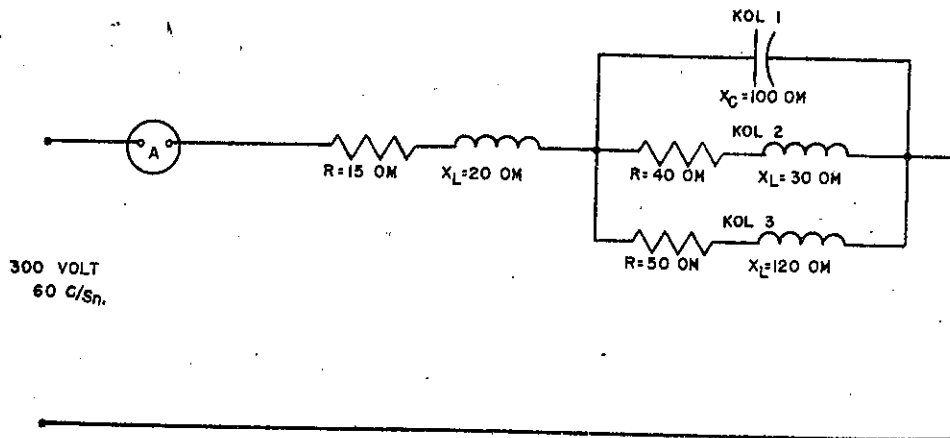 KOL 1
X_C=100 OM
KOL 2
A
R=15 OM
X_L=20 OM
R=40 OM
X_L=30 OM
KOL 3
R=50 OM
X_L=120 OM
300 VOLT
60 C/Sn.